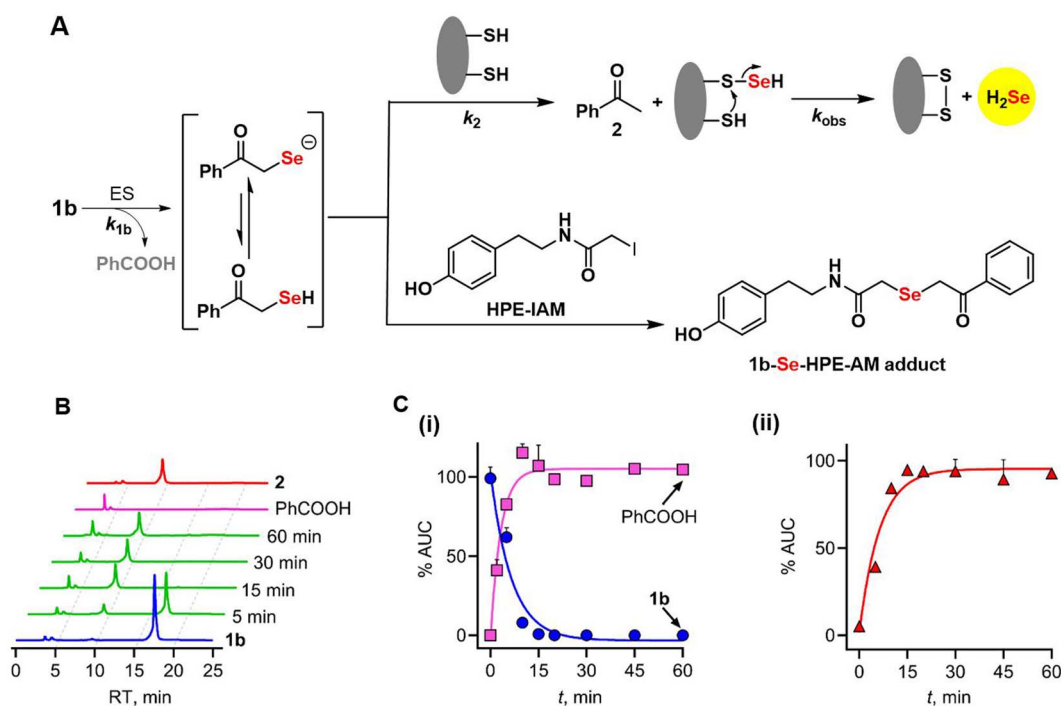 A
SH
SH
O
Ph
2
+
S
SeH
SH
S
S
+
H2Se
k2
kobs
O
Ph
Se
⊖
1b
ES
k1b
PhCOOH
O
Ph
SeH
HO
H
N
O
I
HPE-IAM
HO
H
N
O
Se
O
1b-Se-HPE-AM adduct
B
2
PhCOOH
60 min
30 min
15 min
5 min
1b
0 5 10 15 20 25
RT, min
C
(i)
% AUC
100
50
0
PhCOOH
1b
0 15 30 45 60
t, min
(ii)
% AUC
100
50
0
0 15 30 45 60
t, min